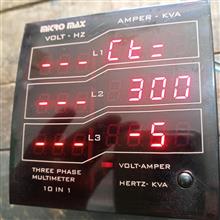 MICRO MAX
AMPER - KVA
VOLT - HZ
--- L1 Ct=
--- L2 300
--- L3 -5
THREE PHASE
MULTIMETER
10 IN 1
VOLT-AMPER
HERTZ- KVA